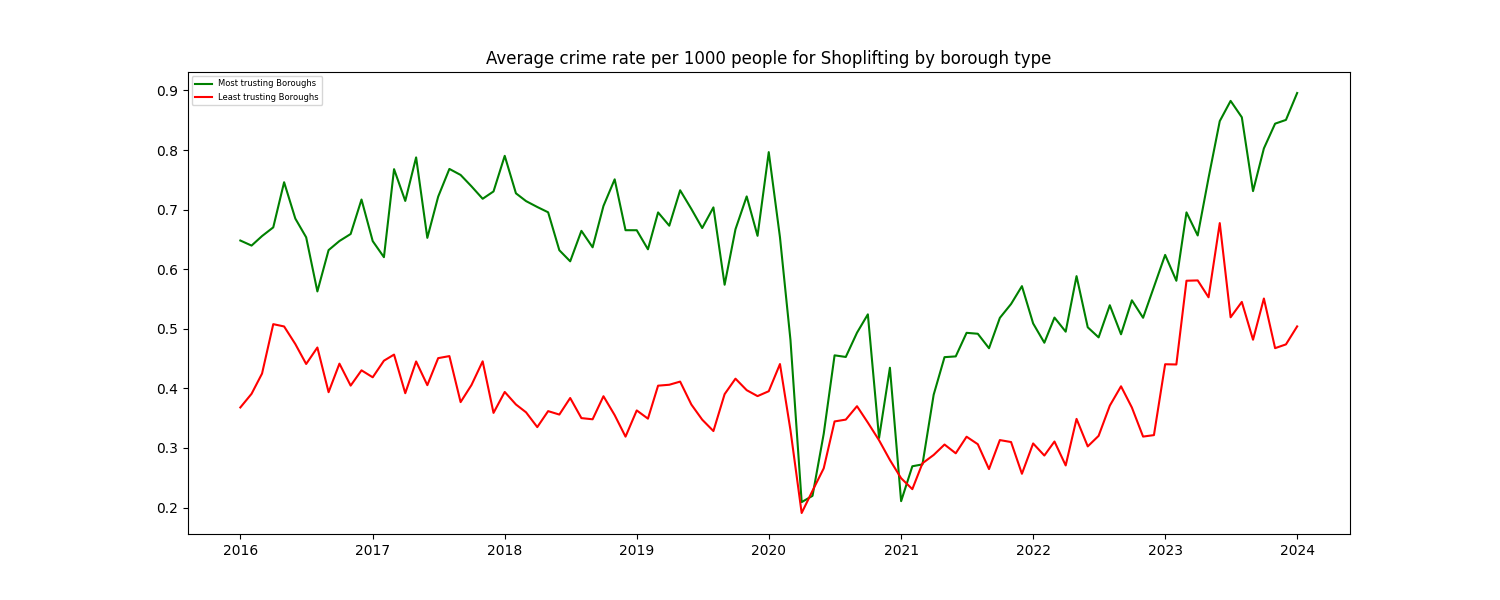 Average crime rate per 1000 people for Shoplifting by borough type
Most trusting Boroughs
Least trusting Boroughs
0.9
0.8
0.7
0.6
0.5
0.4
0.3
0.2
2016 2017 2018 2019 2020 2021 2022 2023 2024